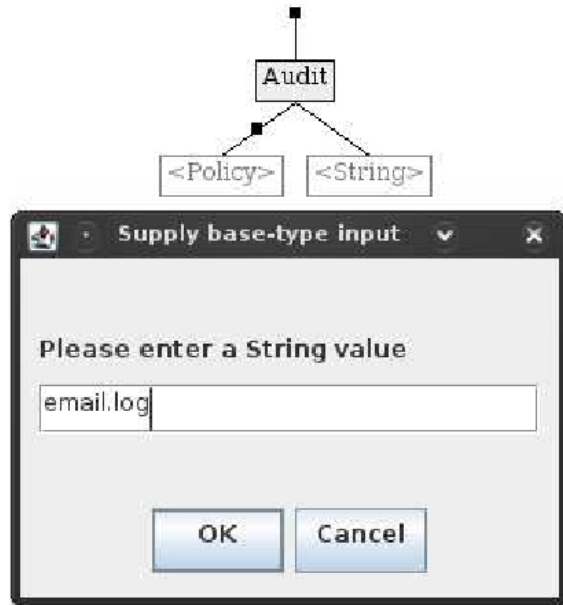 Audit
<Policy> <String>
Supply base-type input
Please enter a String value
email.log
OK Cancel